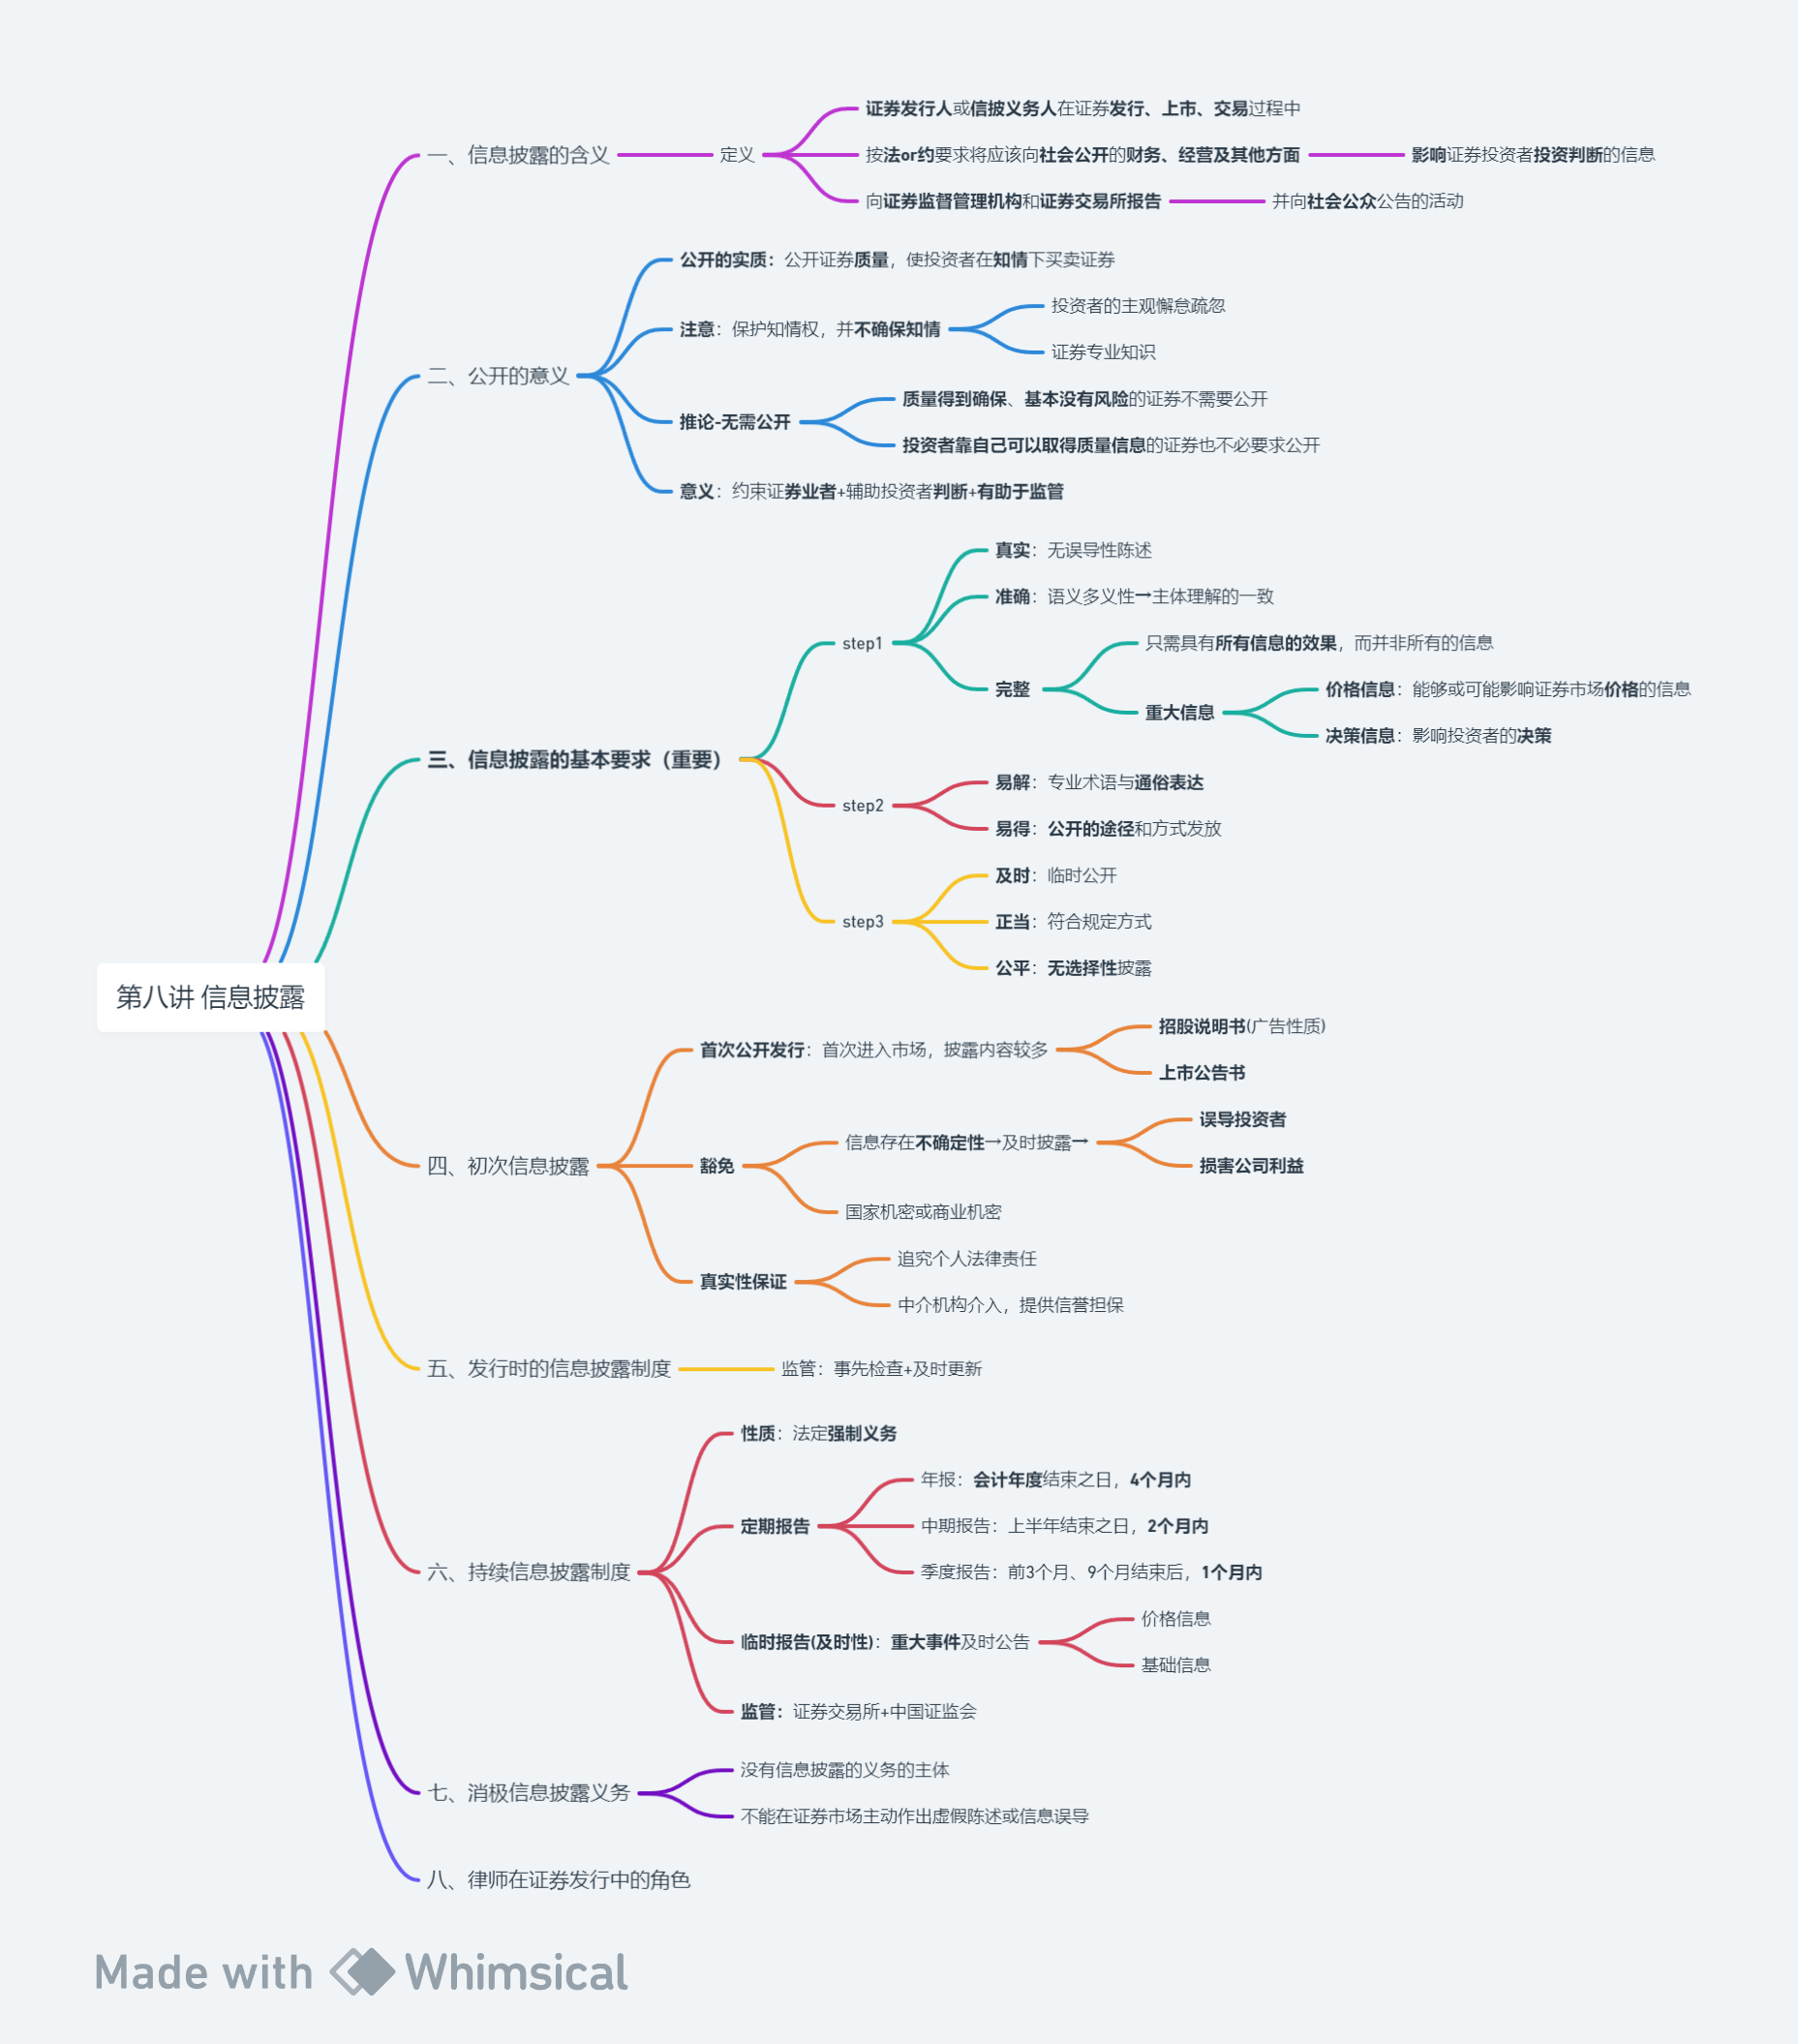 第八讲 信息披露
一、信息披露的含义
定义
证券发行人或信披义务人在证券发行、上市、交易过程中
按法or约要求将应该向社会公开的财务、经营及其他方面
影响证券投资者投资判断的信息
向证券监督管理机构和证券交易所报告
并向社会公众公告的活动
二、公开的意义
公开的实质：公开证券质量，使投资者在知情下买卖证券
注意：保护知情权，并不确保知情
投资者的主观懈怠疏忽
证券专业知识
推论-无需公开
质量得到确保、基本没有风险的证券不需要公开
投资者靠自己可以取得质量信息的证券也不必要求公开
意义：约束证券业者+辅助投资者判断+有助于监管
三、信息披露的基本要求（重要）
step1
真实：无误导性陈述
准确：语义多义性→主体理解的一致
完整
只需具有所有信息的效果，而并非所有的信息
重大信息
价格信息：能够或可能影响证券市场价格的信息
决策信息：影响投资者的决策
step2
易解：专业术语与通俗表达
易得：公开的途径和方式发放
step3
及时：临时公开
正当：符合规定方式
公平：无选择性披露
四、初次信息披露
首次公开发行：首次进入市场，披露内容较多
招股说明书(广告性质)
上市公告书
豁免
信息存在不确定性→及时披露→
误导投资者
损害公司利益
国家机密或商业机密
真实性保证
追究个人法律责任
中介机构介入，提供信誉担保
五、发行时的信息披露制度
监管：事先检查+及时更新
六、持续信息披露制度
性质：法定强制义务
定期报告
年报：会计年度结束之日，4个月内
中期报告：上半年结束之日，2个月内
季度报告：前3个月、9个月结束后，1个月内
临时报告(及时性)：重大事件及时公告
价格信息
基础信息
监管：证券交易所+中国证监会
七、消极信息披露义务
没有信息披露的义务的主体
不能在证券市场主动作出虚假陈述或信息误导
八、律师在证券发行中的角色
Made with Whimsical